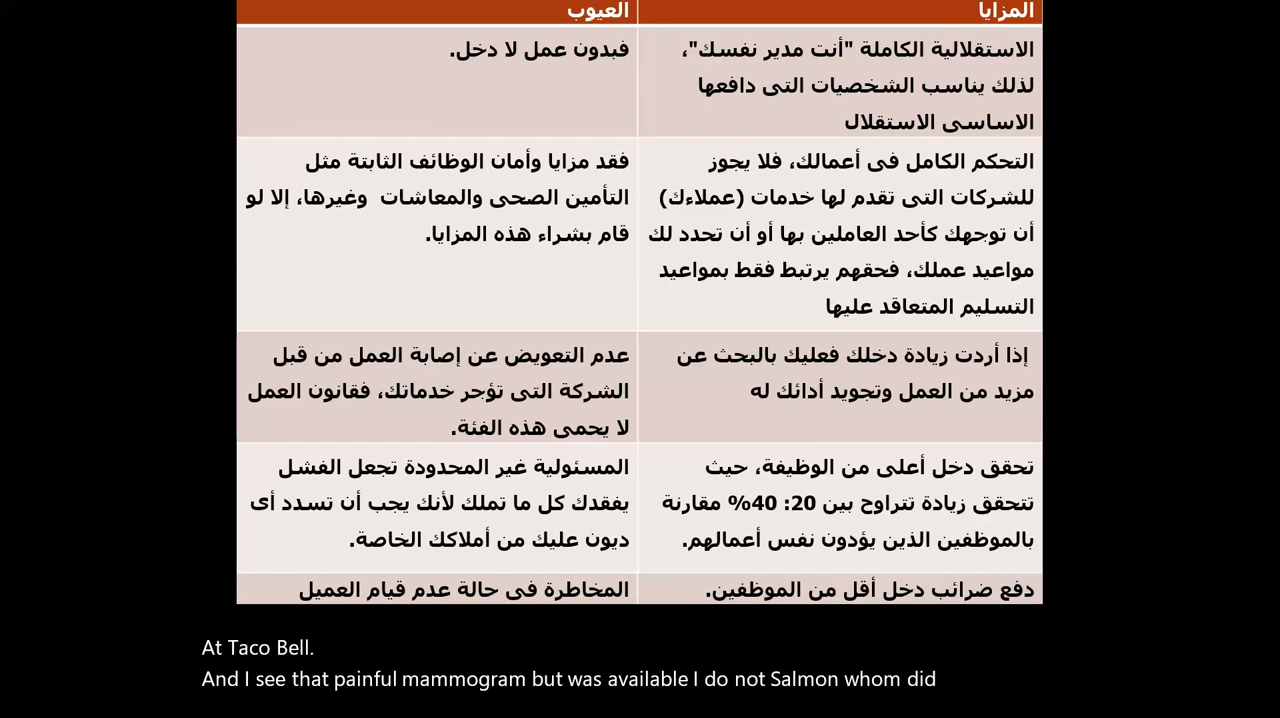 المزايا
العيوب
الاستقلالية الكاملة "أنت مدير نفسك"،
لذلك يناسب الشخصيات التى دافعها
الاساسى الاستقلال
فبدون عمل لا دخل.
التحكم الكامل فى أعمالك، فلا يجوز
للشركات التى تقدم لها خدمات (عملاءك)
أن توجهك كأحد العاملين بها أو أن تحدد لك
مواعيد عملك، فحقهم يرتبط فقط بمواعيد
التسليم المتعاقد عليها
فقد مزايا وأمان الوظائف الثابتة مثل
التأمين الصحى والمعاشات وغيرها، إلا لو
قام بشراء هذه المزايا.
إذا أردت زيادة دخلك فعليك بالبحث عن
مزيد من العمل وتجويد أدائك له
عدم التعويض عن إصابة العمل من قبل
الشركة التى تؤجر خدماتك، فقانون العمل
لا يحمى هذه الفئة.
تحقق دخل أعلى من الوظيفة، حيث
تتحقق زيادة تتراوح بين 20: 40% مقارنة
بالموظفين الذين يؤدون نفس أعمالهم.
المسئولية غير المحدودة تجعل الفشل
يفقدك كل ما تملك لأنك يجب أن تسدد أى
ديون عليك من أملاكك الخاصة.
دفع ضرائب دخل أقل من الموظفين.
المخاطرة فى حالة عدم قيام العميل
At Taco Bell.
And I see that painful mammogram but was available I do not Salmon whom did